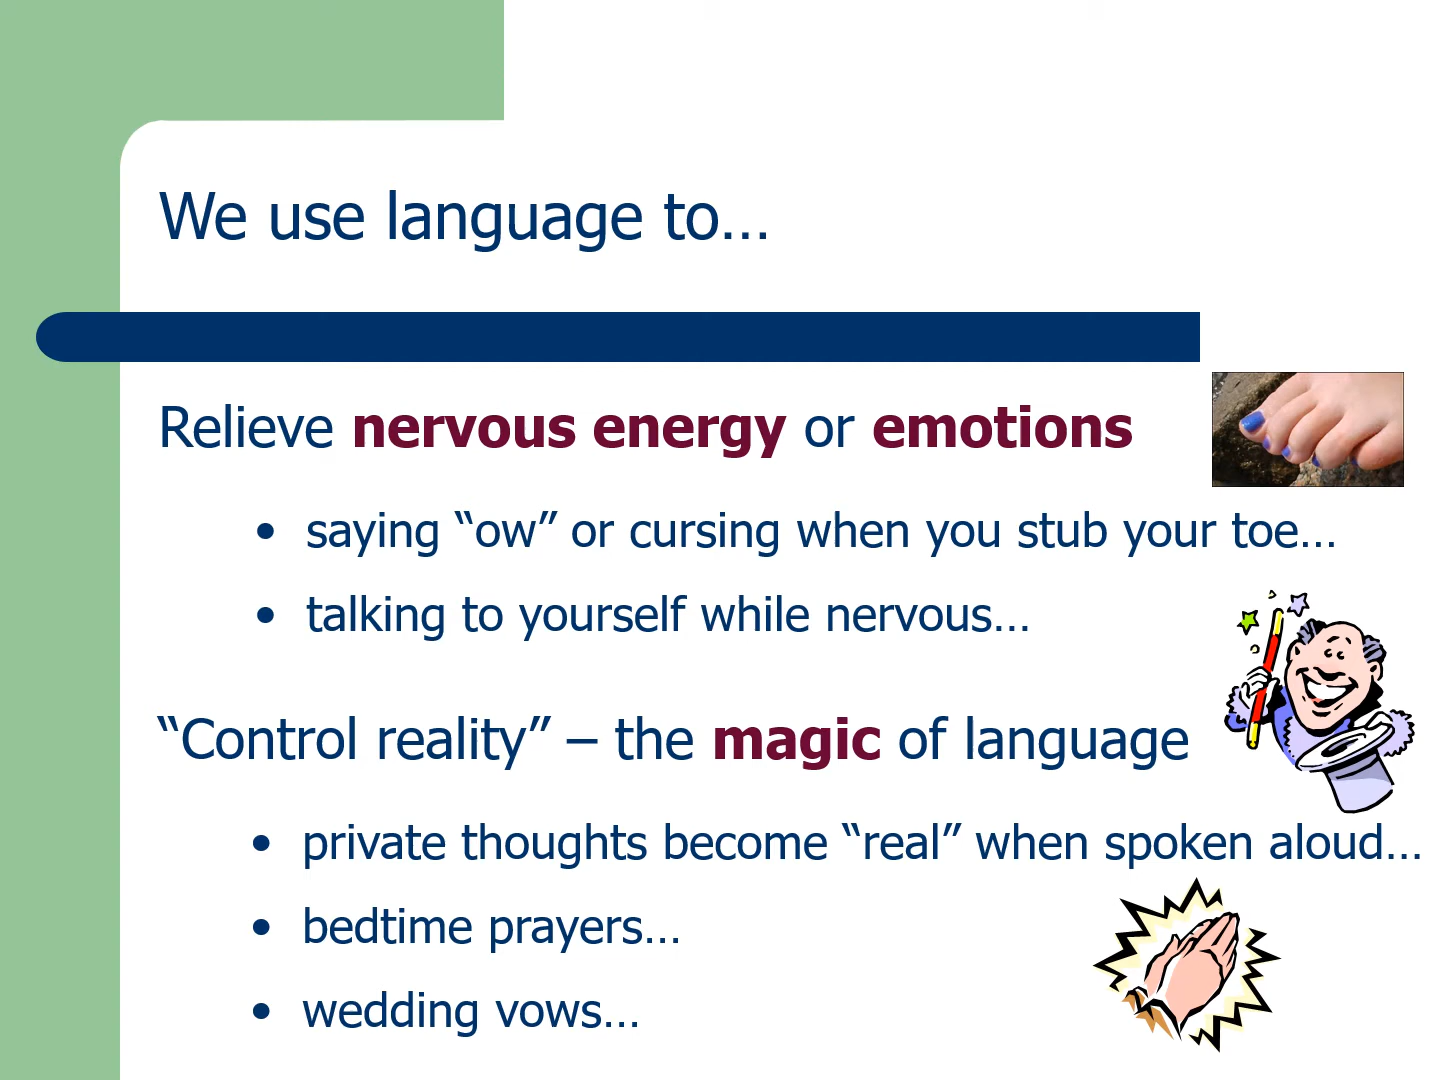 We use language to…
Relieve nervous energy or emotions
• saying “ow” or cursing when you stub your toe…
• talking to yourself while nervous…
“Control reality” – the magic of language
• private thoughts become “real” when spoken aloud…
• bedtime prayers…
• wedding vows…